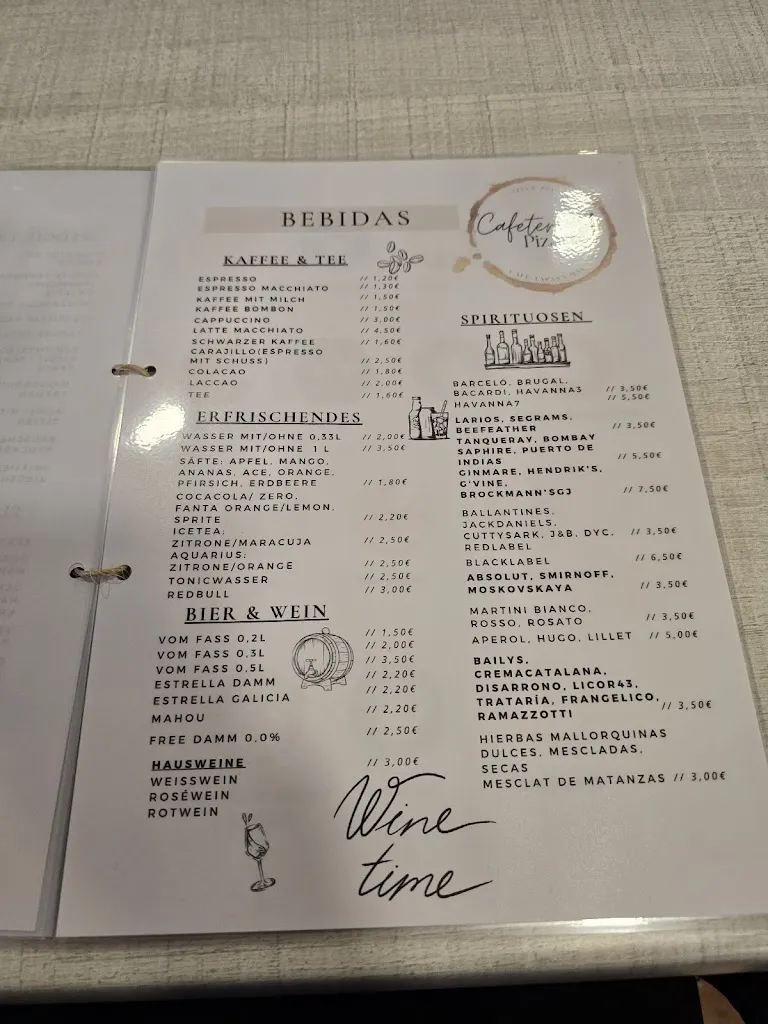 BEBIDAS
Piz
KAFFEE & TEE
ESPRESSO // 1,20€
ESPRESSO MACCHIATO // 1,30€
KAFFEE MIT MILCH // 1,50€
KAFFEE BOMBON // 1,50€
CAPPUCCINO // 3,00€
LATTE MACCHIATO // 4,50€
SCHWARZER KAFFEE // 1,60€
CARAJILLO(ESPRESSO
MIT SCHUSS) // 2,50€
COLACAO // 1,80€
LACCAO // 2,00€
TEE // 1,60€
ERFRISCHENDES
WASSER MIT/OHNE 0,33L // 2,00€
WASSER MIT/OHNE 1 L // 3,50€
SÄFTE: APFEL, MANGO,
ANANAS, ACE, ORANGE,
PFIRSICH, ERDBEERE // 1,80€
COCACOLA/ ZERO,
FANTA ORANGE/LEMON,
SPRITE // 2,20€
ICETEA:
ZITRONE/MARACUJA // 2,50€
AQUARIUS:
ZITRONE/ORANGE // 2,50€
TONICWASSER // 2,50€
REDBULL // 3,00€
BIER & WEIN
VOM FASS 0,2L // 1,50€
VOM FASS 0,3L // 2,00€
VOM FASS 0.5L // 3,50€
ESTRELLA DAMM // 2,20€
ESTRELLA GALICIA // 2,20€
MAHOU // 2,20€
FREE DAMM 0,0% // 2,50€
HAUSWEINE // 3,00€
WEISSWEIN
ROSÉWEIN
ROTWEIN
Wine
time
SPIRITUOSEN
BARCELO, BRUGAL,
BACARDI, HAVANNA3 // 3,50€
HAVANNA7 // 5,50€
LARIOS, SEGRAMS,
BEEFEATHER // 3,50€
TANQUERAY, BOMBAY
SAPHIRE, PUERTO DE
INDIAS // 5,50€
GINMARE, HENDRIK'S,
G'VINE,
BROCKMANN'SGJ // 7,50€
BALLANTINES,
JACKDANIELS,
CUTTYSARK, J&B, DYC, // 3,50€
REDLABEL
BLACKLABEL // 6,50€
ABSOLUT, SMIRNOFF,
MOSKOVSKAYA // 3,50€
MARTINI BIANCO,
ROSSO, ROSATO // 3,50€
APEROL, HUGO, LILLET // 5,00€
BAILYS,
CREMACATALANA,
DISARRONO, LICOR43,
TRATARÍA, FRANGELICO, // 3,50€
RAMAZZOTTI
HIERBAS MALLORQUINAS
DULCES, MESCLADAS,
SECAS
MESCLAT DE MATANZAS // 3,00€